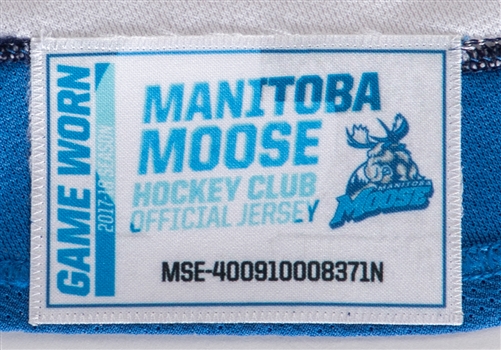 GAME WORN
2017-18 SEASON
MANITOBA
MOOSE
HOCKEY CLUB
OFFICIAL JERSEY
MANITOBA
MOOSE
MSE-400910008371N